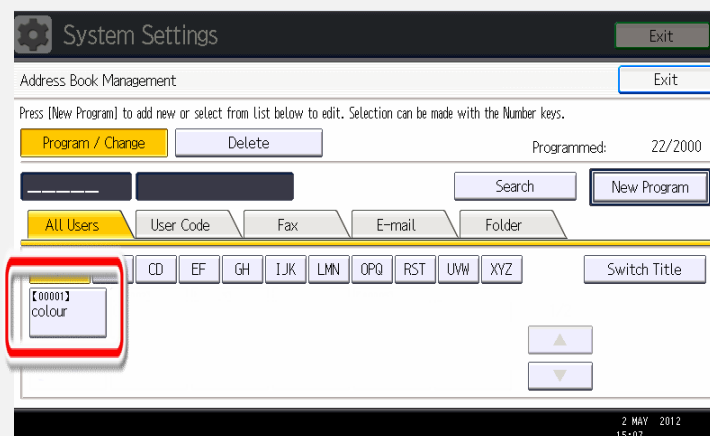 System Settings
Exit
Address Book Management
Exit
Press [New Program] to add new or select from list below to edit. Selection can be made with the Number keys.
Program / Change
Delete
Programmed: 22/2000
_____
Search
New Program
All Users
User Code
Fax
E-mail
Folder
CD
EF
GH
IJK
LMN
OPQ
RST
UVW
XYZ
Switch Title
【00001】
colour
▲
▼
2 MAY 2012
15:07